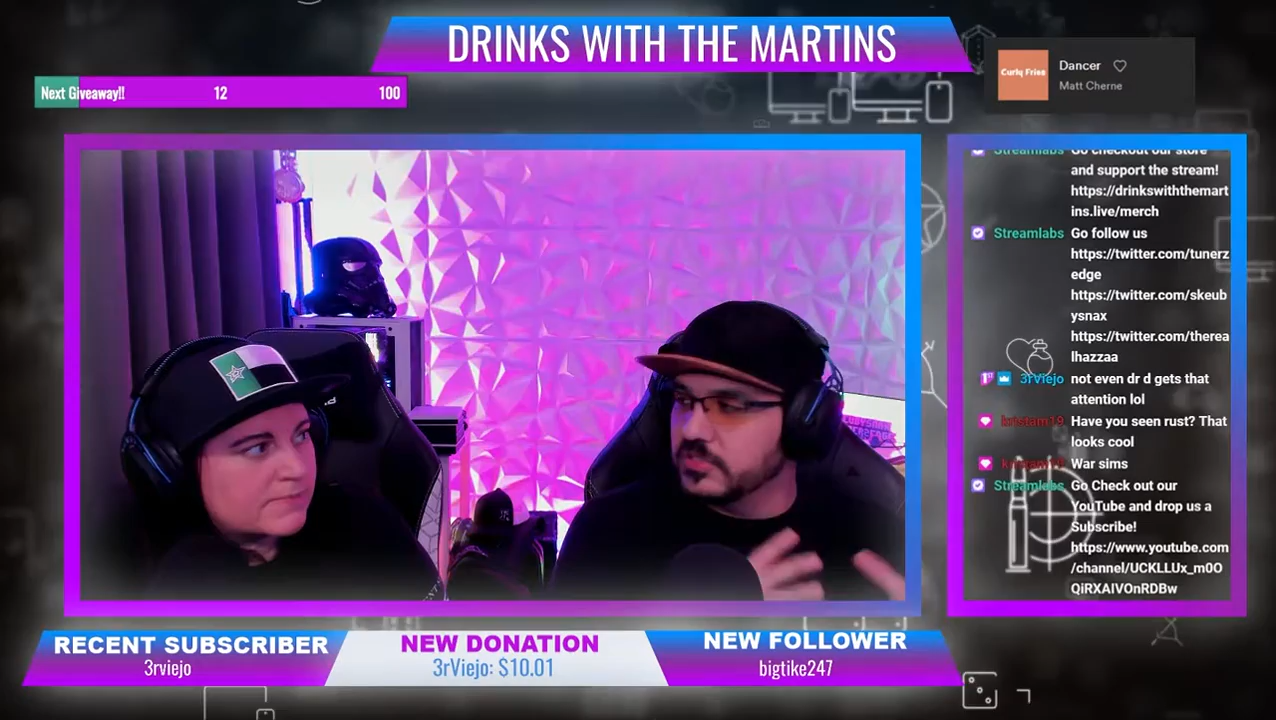 DRINKS WITH THE MARTINS
Next Giveaway!!
12
100
Curly Fries
Dancer
Matt Cherne
Streamlabs Go checkout our store
and support the stream!
https://drinkswiththemart
ins.live/merch
Streamlabs Go follow us
https://twitter.com/tunerz
edge
https://twitter.com/skeub
ysnax
https://twitter.com/therea
lhazzaa
3rViejo not even dr d gets that
attention lol
Have you seen rust? That
looks cool
War sims
Streamlabs Go Check out our
YouTube and drop us a
Subscribe!
https://www.youtube.com
/channel/UCKLLUx_m0O
QiRXAIVOnRDBw
RECENT SUBSCRIBER
3rviejo
NEW DONATION
3rViejo: $10.01
NEW FOLLOWER
bigtike247